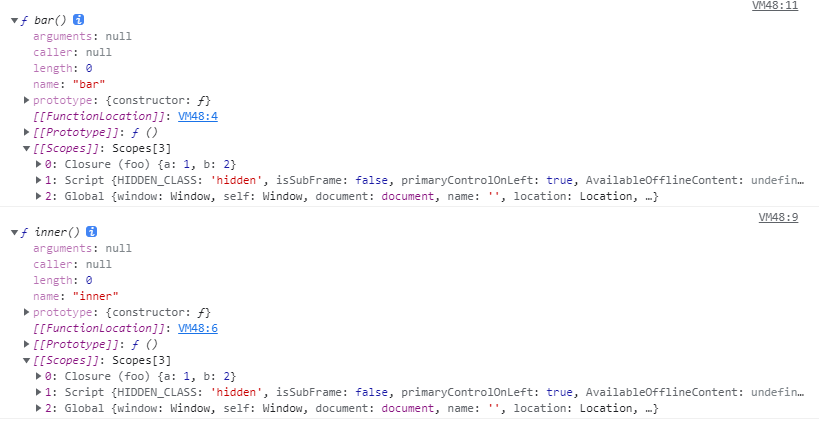 VM48:11
▼ƒ bar() i
arguments: null
caller: null
length: 0
name: "bar"
▶prototype: {constructor: ƒ}
[[FunctionLocation]]: VM48:4
▶[[Prototype]]: ƒ ()
▼[[Scopes]]: Scopes[3]
▶0: Closure (foo) {a: 1, b: 2}
▶1: Script {HIDDEN_CLASS: 'hidden', isSubFrame: false, primaryControlOnLeft: true, AvailableOfflineContent: undefin…
▶2: Global {window: Window, self: Window, document: document, name: '', location: Location, …}
VM48:9
▼ƒ inner() i
arguments: null
caller: null
length: 0
name: "inner"
▶prototype: {constructor: ƒ}
[[FunctionLocation]]: VM48:6
▶[[Prototype]]: ƒ ()
▼[[Scopes]]: Scopes[3]
▶0: Closure (foo) {a: 1, b: 2}
▶1: Script {HIDDEN_CLASS: 'hidden', isSubFrame: false, primaryControlOnLeft: true, AvailableOfflineContent: undefin…
▶2: Global {window: Window, self: Window, document: document, name: '', location: Location, …}